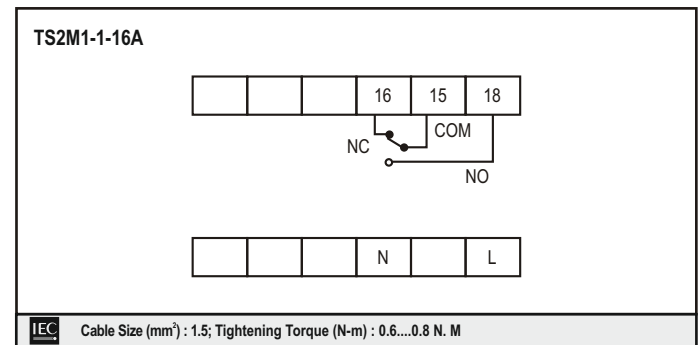 TS2M1-1-16A
16 15 18
NC COM
NO
N L
IEC Cable Size (mm²) : 1.5; Tightening Torque (N-m) : 0.6....0.8 N. M